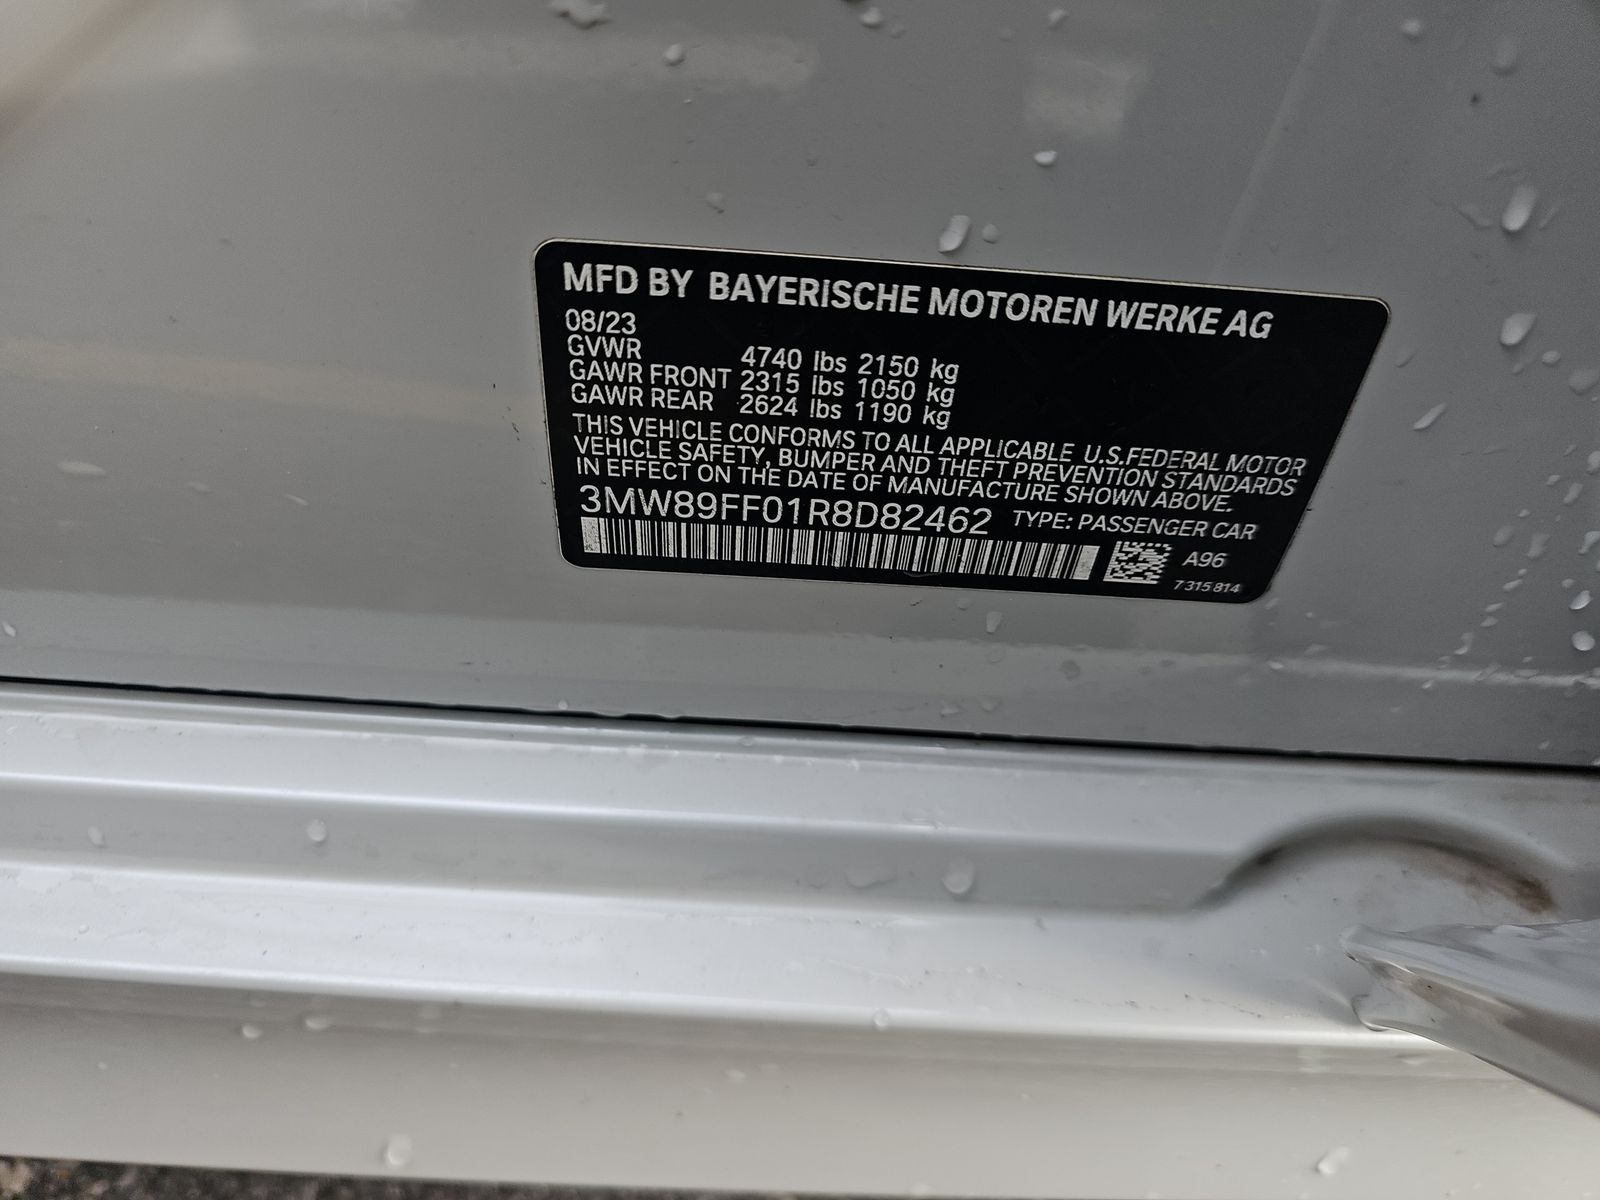 MFD BY BAYERISCHE MOTOREN WERKE AG
08/23
GVWR 4740 lbs 2150 kg
GAWR FRONT 2315 lbs 1050 kg
GAWR REAR 2624 lbs 1190 kg
THIS VEHICLE CONFORMS TO ALL APPLICABLE U.S.FEDERAL MOTOR
VEHICLE SAFETY, BUMPER AND THEFT PREVENTION STANDARDS
IN EFFECT ON THE DATE OF MANUFACTURE SHOWN ABOVE.
3MW89FF01R8D82462 TYPE: PASSENGER CAR
A96
7 315 814